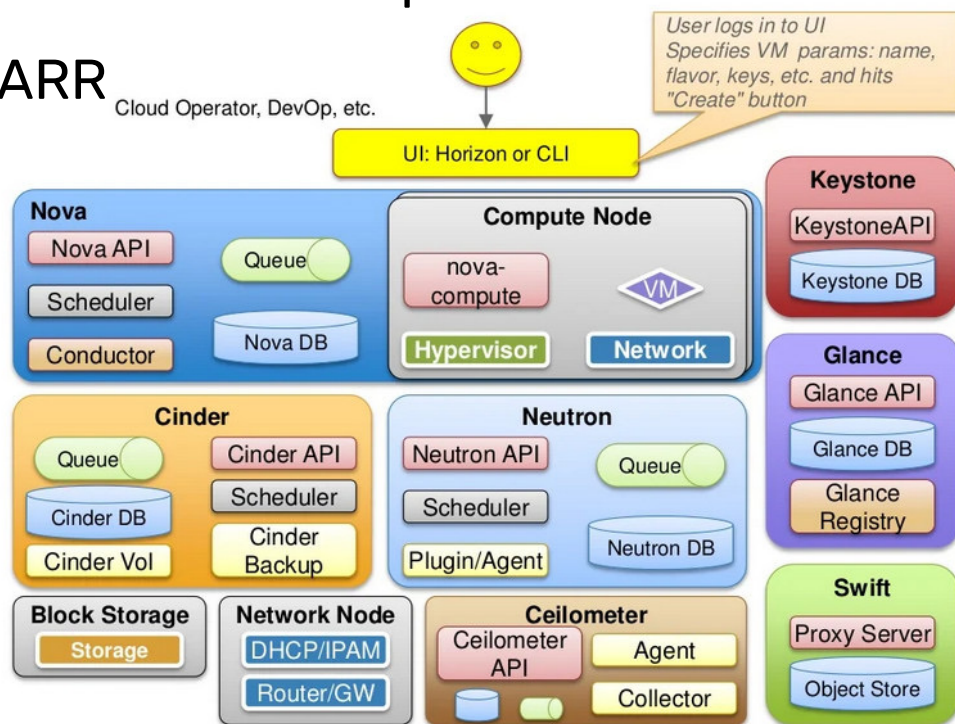 ARR
Cloud Operator, DevOp, etc.
User logs in to UI
Specifies VM params: name,
flavor, keys, etc. and hits
"Create" button
UI: Horizon or CLI
Nova
Nova API
Scheduler
Conductor
Queue
Nova DB
Compute Node
nova-
compute
VM
Hypervisor
Network
Keystone
KeystoneAPI
Keystone DB
Cinder
Queue
Cinder DB
Cinder Vol
Cinder API
Scheduler
Cinder
Backup
Neutron
Neutron API
Scheduler
Plugin/Agent
Queue
Neutron DB
Glance
Glance API
Glance DB
Glance
Registry
Block Storage
Storage
Network Node
DHCP/IPAM
Router/GW
Ceilometer
Ceilometer
API
Agent
Collector
Swift
Proxy Server
Object Store